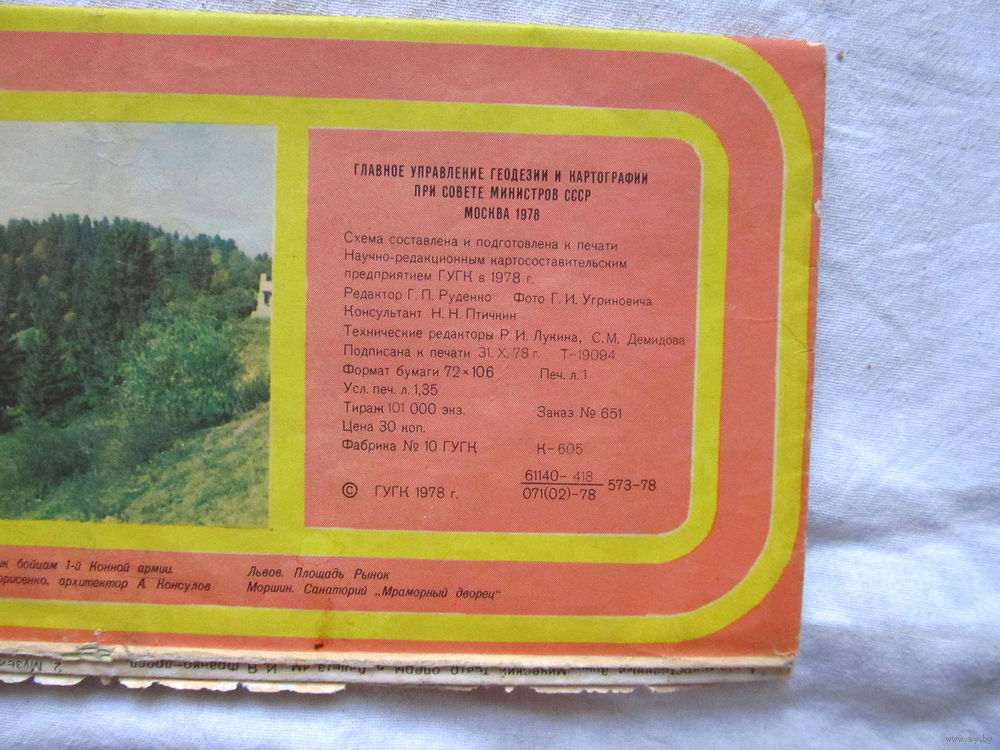 ГЛАВНОЕ УПРАВЛЕНИЕ ГЕОДЕЗИИ И КАРТОГРАФИИ
ПРИ СОВЕТЕ МИНИСТРОВ СССР
МОСКВА 1978
Схема составлена и подготовлена к печати
Научно-редакционным картосоставительским
предприятием ГУГК в 1978 г.
Редактор Г. П. Руденко Фото Г. И. Угриновича
Консультант Н. Н. Птичкин
Технические редакторы Р. И. Лукина, С. М. Демидова
Подписана к печати 31. X. 78 г. Т-19094
Формат бумаги 72×106 Печ. л. 1
Усл. печ. л. 1,35
Тираж 101 000 экз. Заказ № 651
Цена 30 коп.
Фабрика № 10 ГУГК К-605
61140-418
071(02)-78 573-78
© ГУГК 1978 г.
бойцам 1-й Конной армии.
архитектор А. Консулов
Львов. Площадь Рынок
Моршин. Санаторий „Мраморный дворец“
www.ay.by